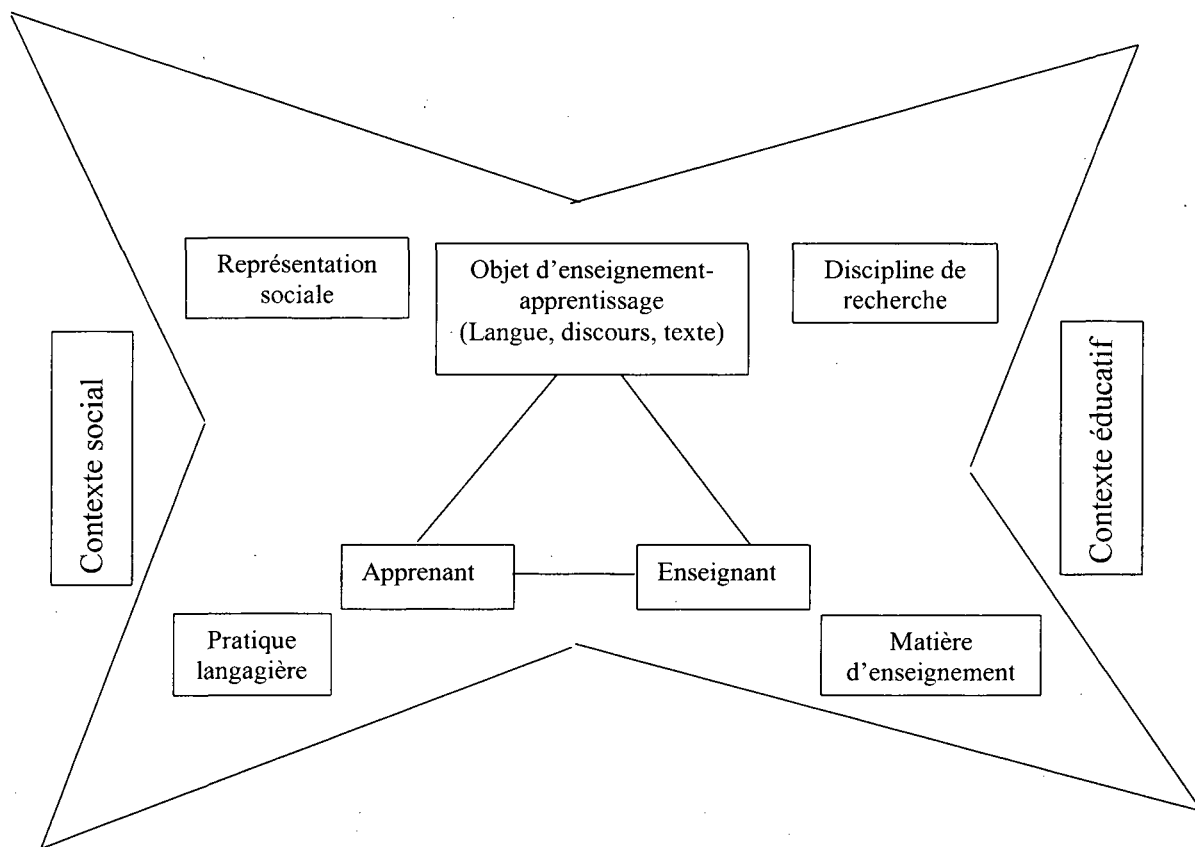 Représentation
sociale
Objet d'enseignement-
apprentissage
(Langue, discours, texte)
Discipline de
recherche
Contexte social
Contexte éducatif
Apprenant
Enseignant
Pratique
langagière
Matière
d'enseignement